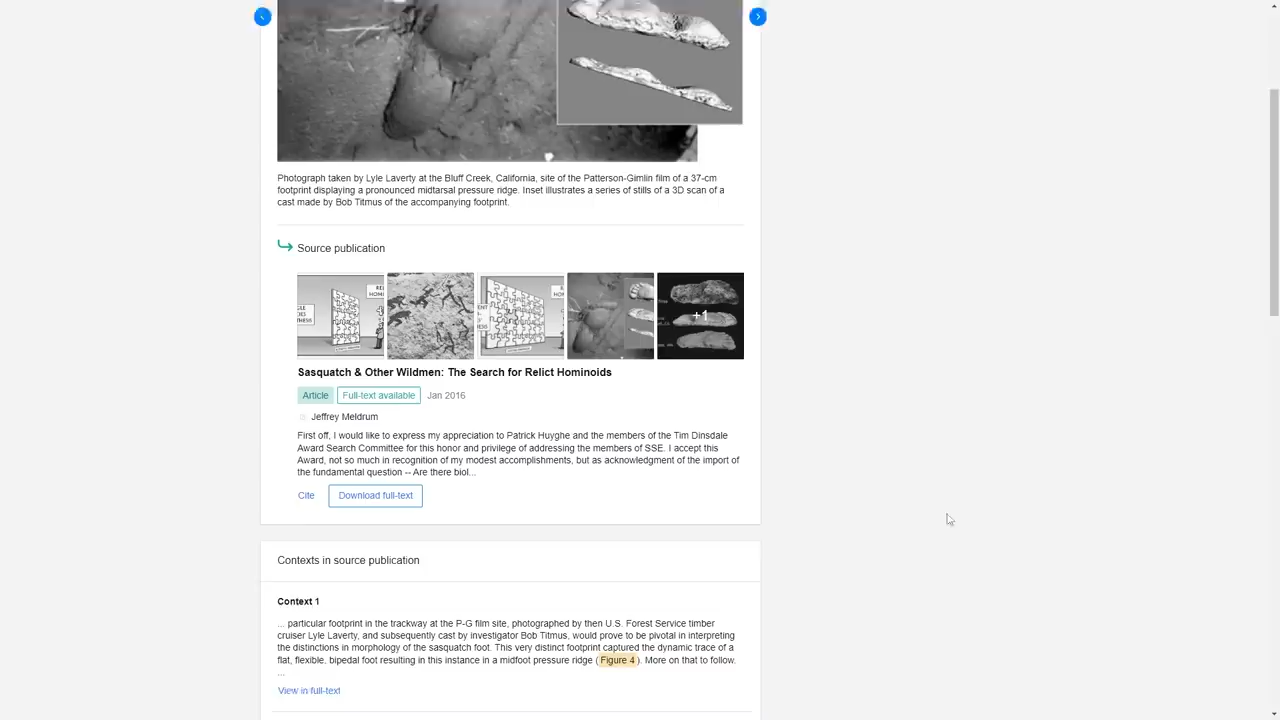 Photograph taken by Lyle Laverty at the Bluff Creek, California, site of the Patterson-Gimlin film of a 37-cm
footprint displaying a pronounced midtarsal pressure ridge. Inset illustrates a series of stills of a 3D scan of a
cast made by Bob Titmus of the accompanying footprint.
Source publication
+1
Sasquatch & Other Wildmen: The Search for Relict Hominoids
Article Full-text available Jan 2016
Jeffrey Meldrum
First off, I would like to express my appreciation to Patrick Huyghe and the members of the Tim Dinsdale
Award Search Committee for this honor and privilege of addressing the members of SSE. I accept this
Award, not so much in recognition of my modest accomplishments, but as acknowledgment of the import of
the fundamental question -- Are there biol...
Cite Download full-text
Contexts in source publication
Context 1
... particular footprint in the trackway at the P-G film site, photographed by then U.S. Forest Service timber
cruiser Lyle Laverty, and subsequently cast by investigator Bob Titmus, would prove to be pivotal in interpreting
the distinctions in morphology of the sasquatch foot. This very distinct footprint captured the dynamic trace of a
flat, flexible, bipedal foot resulting in this instance in a midfoot pressure ridge ( Figure 4 ). More on that to follow.
...
View in full-text